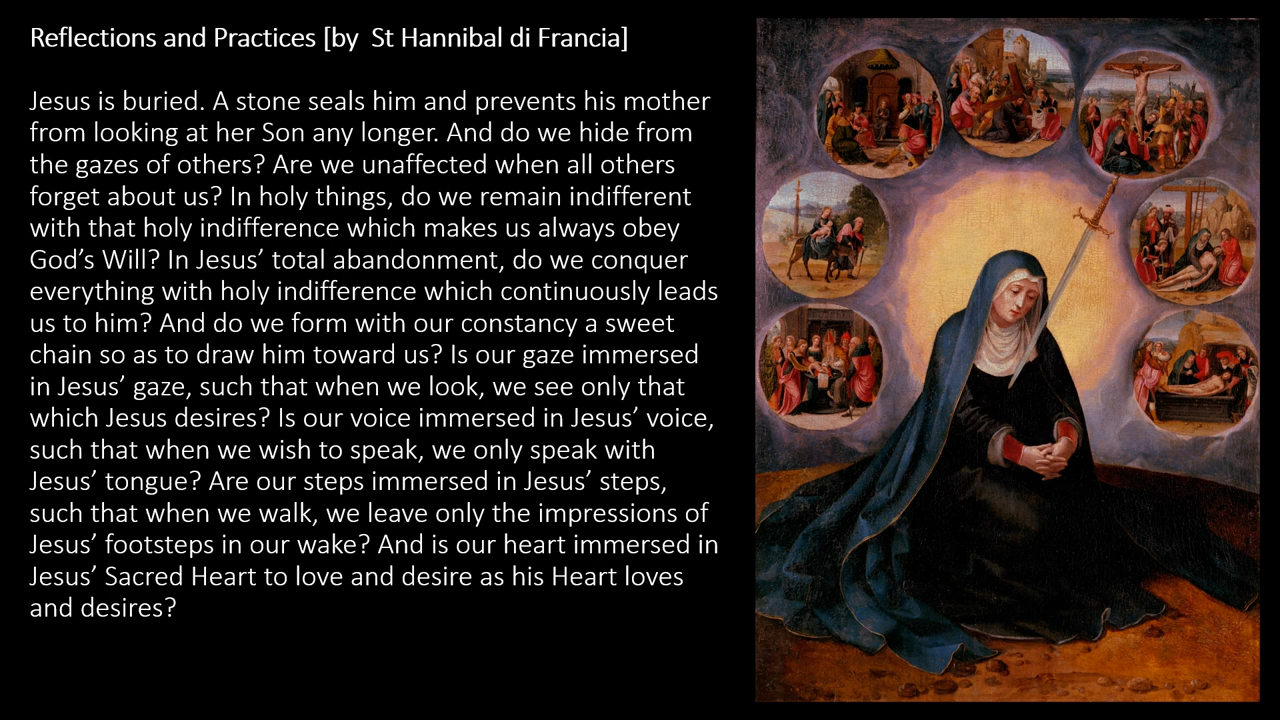 Reflections and Practices [by  St Hannibal di Francia]
Jesus is buried. A stone seals him and prevents his mother
from looking at her Son any longer. And do we hide from
the gazes of others? Are we unaffected when all others
forget about us? In holy things, do we remain indifferent
with that holy indifference which makes us always obey
God’s Will? In Jesus’ total abandonment, do we conquer
everything with holy indifference which continuously leads
us to him? And do we form with our constancy a sweet
chain so as to draw him toward us? Is our gaze immersed
in Jesus’ gaze, such that when we look, we see only that
which Jesus desires? Is our voice immersed in Jesus’ voice,
such that when we wish to speak, we only speak with
Jesus’ tongue? Are our steps immersed in Jesus’ steps,
such that when we walk, we leave only the impressions of
Jesus’ footsteps in our wake? And is our heart immersed in
Jesus’ Sacred Heart to love and desire as his Heart loves
and desires?